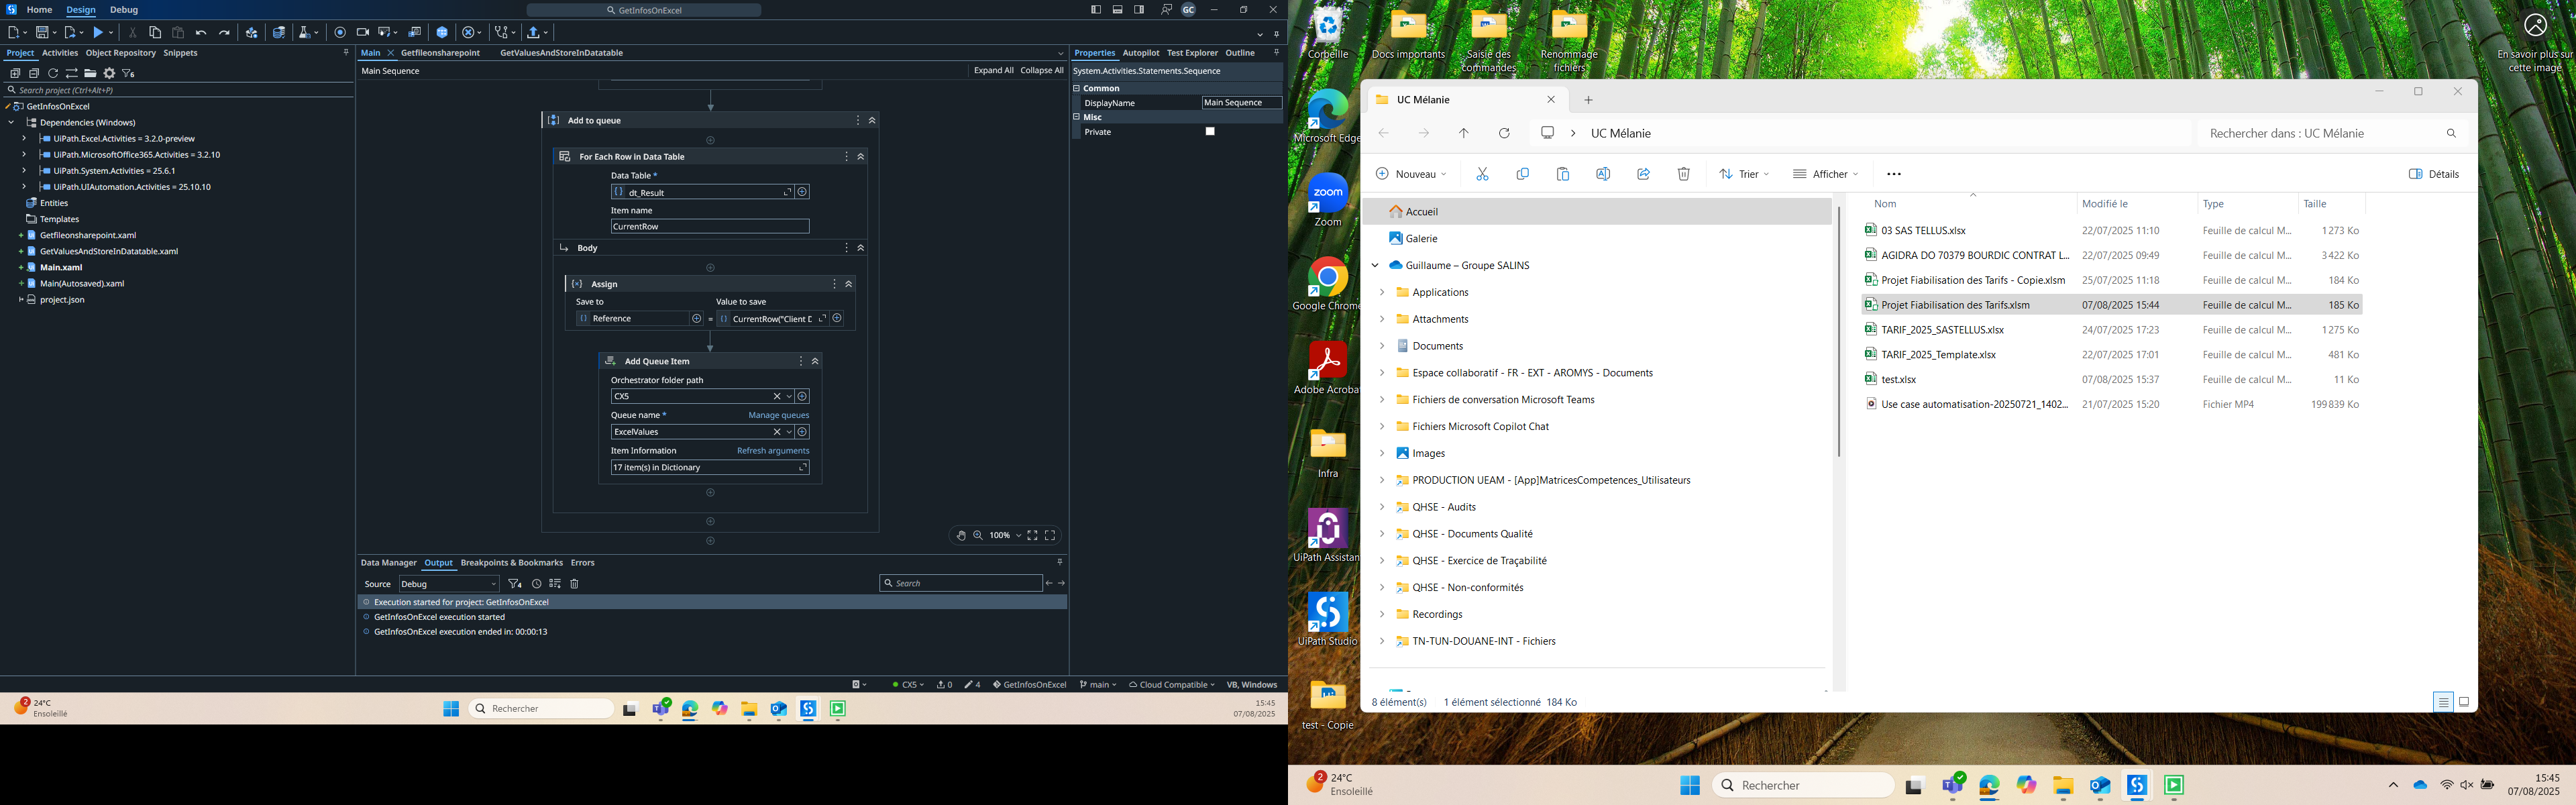 Home Design Debug
GetInfosOnExcel
GC
Project Activities Object Repository Snippets
Search project (Ctrl+Alt+P)
GetInfosOnExcel
Dependencies (Windows)
UiPath.Excel.Activities = 3.2.0-preview
UiPath.MicrosoftOffice365.Activities = 3.2.10
UiPath.System.Activities = 25.6.1
UiPath.UIAutomation.Activities = 25.10.10
Entities
Templates
Getfileonsharepoint.xaml
GetValuesAndStoreInDatatable.xaml
Main.xaml
Main(Autosaved).xaml
project.json
Main Getfileonsharepoint GetValuesAndStoreInDatatable
Main Sequence Expand All Collapse All
Add to queue
For Each Row in Data Table
Data Table *
dt_Result
Item name
CurrentRow
Body
Assign
Save to Value to save
Reference = CurrentRow("Client D
Add Queue Item
Orchestrator folder path
CX5
Queue name * Manage queues
ExcelValues
Item Information Refresh arguments
17 item(s) in Dictionary
100%
Properties Autopilot Test Explorer Outline
System.Activities.Statements.Sequence
Common
DisplayName Main Sequence
Misc
Private
Data Manager Output Breakpoints & Bookmarks Errors
Source Debug Search
Execution started for project: GetInfosOnExcel
GetInfosOnExcel execution started
GetInfosOnExcel execution ended in: 00:00:13
CX5 0 4 GetInfosOnExcel main Cloud Compatible VB, Windows
2
24°C
Ensoleillé
Rechercher
15:45
07/08/2025
Corbeille
Docs importants
Saisie des
commandes
Renommage
fichiers
En savoir plus sur
cette image
Microsoft Edge
zoom
Zoom
Google Chrome
Adobe Acrobat
Infra
UiPath Assistan
UiPath Studio
test - Copie
UC Mélanie
UC Mélanie
Rechercher dans : UC Mélanie
Nouveau Trier Afficher Détails
Accueil
Galerie
Guillaume – Groupe SALINS
Applications
Attachments
Documents
Espace collaboratif - FR - EXT - AROMYS - Documents
Fichiers de conversation Microsoft Teams
Fichiers Microsoft Copilot Chat
Images
PRODUCTION UEAM - [App]MatricesCompetences_Utilisateurs
QHSE - Audits
QHSE - Documents Qualité
QHSE - Exercice de Traçabilité
QHSE - Non-conformités
Recordings
TN-TUN-DOUANE-INT - Fichiers
Nom Modifié le Type Taille
03 SAS TELLUS.xlsx 22/07/2025 11:10 Feuille de calcul M... 1 273 Ko
AGIDRA DO 70379 BOURDIC CONTRAT L... 22/07/2025 09:49 Feuille de calcul M... 3 422 Ko
Projet Fiabilisation des Tarifs - Copie.xlsm 25/07/2025 11:18 Feuille de calcul M... 184 Ko
Projet Fiabilisation des Tarifs.xlsm 07/08/2025 15:44 Feuille de calcul M... 185 Ko
TARIF_2025_SASTELLUS.xlsx 24/07/2025 17:23 Feuille de calcul M... 1 275 Ko
TARIF_2025_Template.xlsx 22/07/2025 17:01 Feuille de calcul M... 481 Ko
test.xlsx 07/08/2025 15:37 Feuille de calcul M... 11 Ko
Use case automatisation-20250721_1402... 21/07/2025 15:20 Fichier MP4 199 839 Ko
8 élément(s) 1 élément sélectionné 184 Ko
2
24°C
Ensoleillé
Rechercher
15:45
07/08/2025